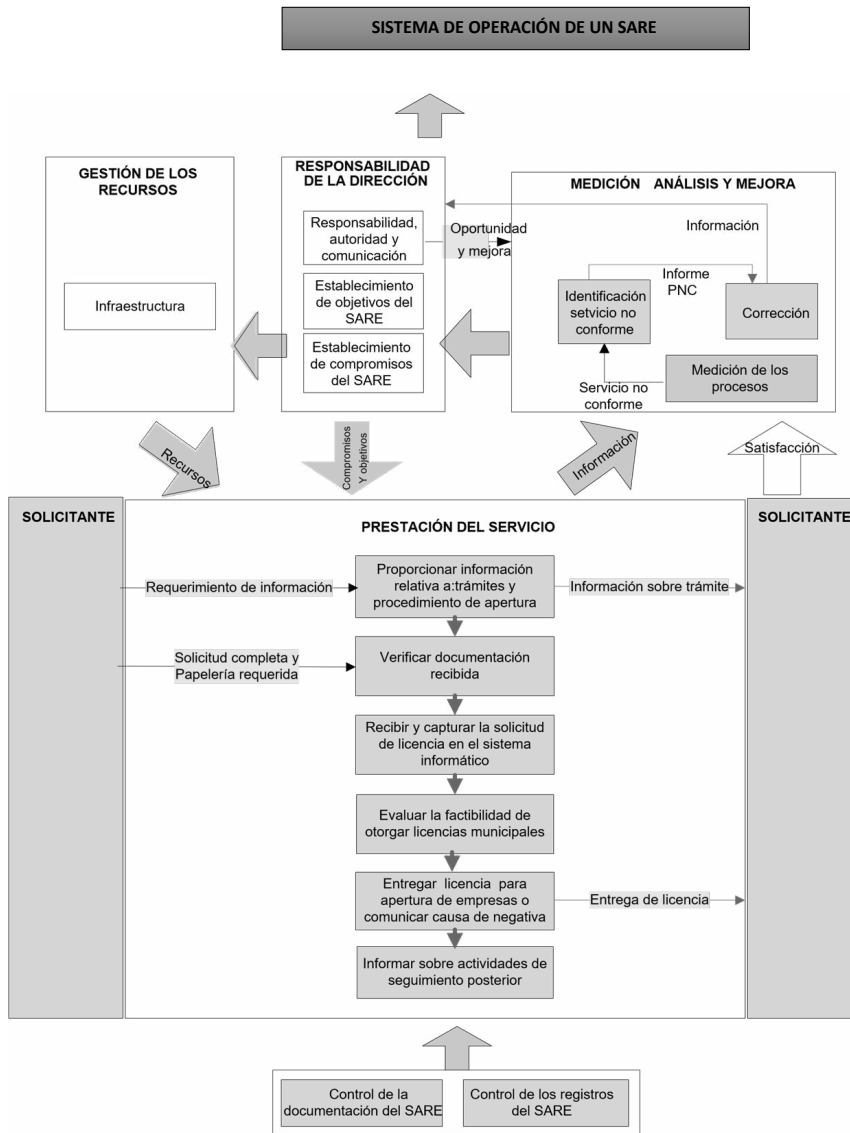 SISTEMA DE OPERACIÓN DE UN SARE
GESTIÓN DE LOS
RECURSOS
Infraestructura
RESPONSABILIDAD
DE LA DIRECCIÓN
Responsabilidad,
autoridad y
comunicación
Establecimiento
de objetivos del
SARE
Establecimiento
de compromisos
del SARE
Oportunidad
y mejora
MEDICIÓN ANÁLISIS Y MEJORA
Información
Informe
PNC
Identificación
setvicio no
conforme
Corrección
Medición de los
procesos
Servicio no
conforme
Recursos
Compromisos
Y objetivos
Información
Satisfacción
SOLICITANTE
PRESTACIÓN DEL SERVICIO
SOLICITANTE
Requerimiento de información
Proporcionar información
relativa a:trámites y
procedimiento de apertura
Información sobre trámite
Solicitud completa y
Papelería requerida
Verificar documentación
recibida
Recibir y capturar la solicitud
de licencia en el sistema
informático
Evaluar la factibilidad de
otorgar licencias municipales
Entregar licencia para
apertura de empresas o
comunicar causa de negativa
Entrega de licencia
Informar sobre actividades de
seguimiento posterior
Control de la
documentación del SARE
Control de los registros
del SARE